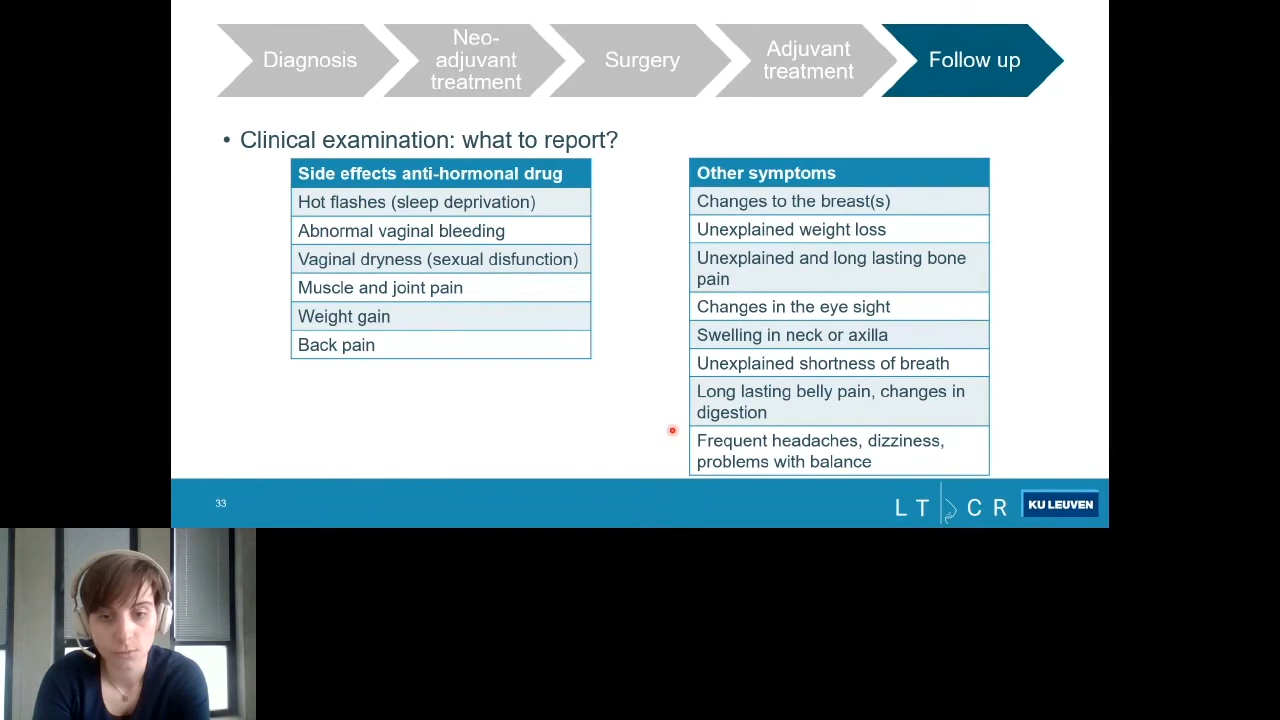 Diagnosis
Neo-
adjuvant
treatment
Surgery
Adjuvant
treatment
Follow up
• Clinical examination: what to report?
Side effects anti-hormonal drug
Hot flashes (sleep deprivation)
Abnormal vaginal bleeding
Vaginal dryness (sexual disfunction)
Muscle and joint pain
Weight gain
Back pain
Other symptoms
Changes to the breast(s)
Unexplained weight loss
Unexplained and long lasting bone
pain
Changes in the eye sight
Swelling in neck or axilla
Unexplained shortness of breath
Long lasting belly pain, changes in
digestion
Frequent headaches, dizziness,
problems with balance
33
LT CR
KU LEUVEN